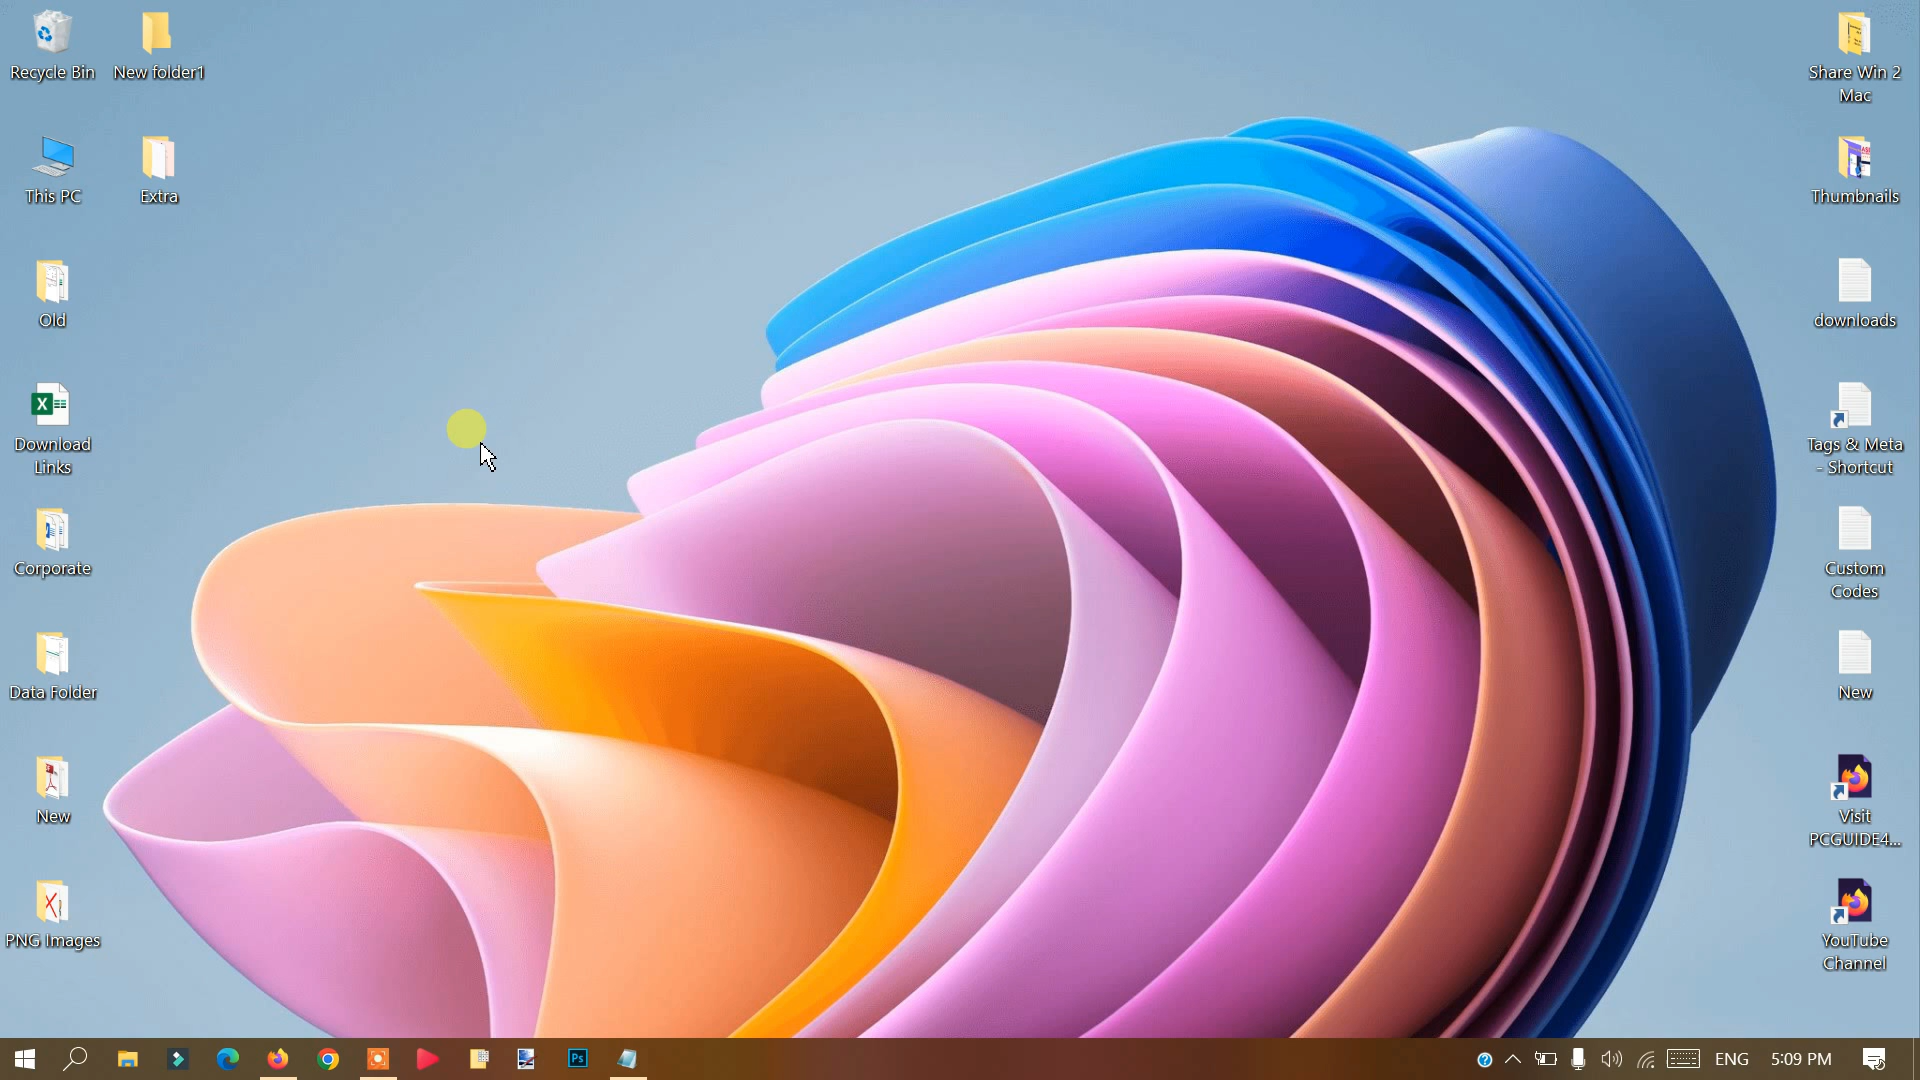 Recycle Bin
New folder1
This PC
Extra
Old
Download
Links
Corporate
Data Folder
New
PNG Images
Share Win 2
Mac
Thumbnails
downloads
Tags & Meta
- Shortcut
Custom
Codes
New
Visit
PCGUIDE4...
YouTube
Channel
Ps
ENG
5:09 PM